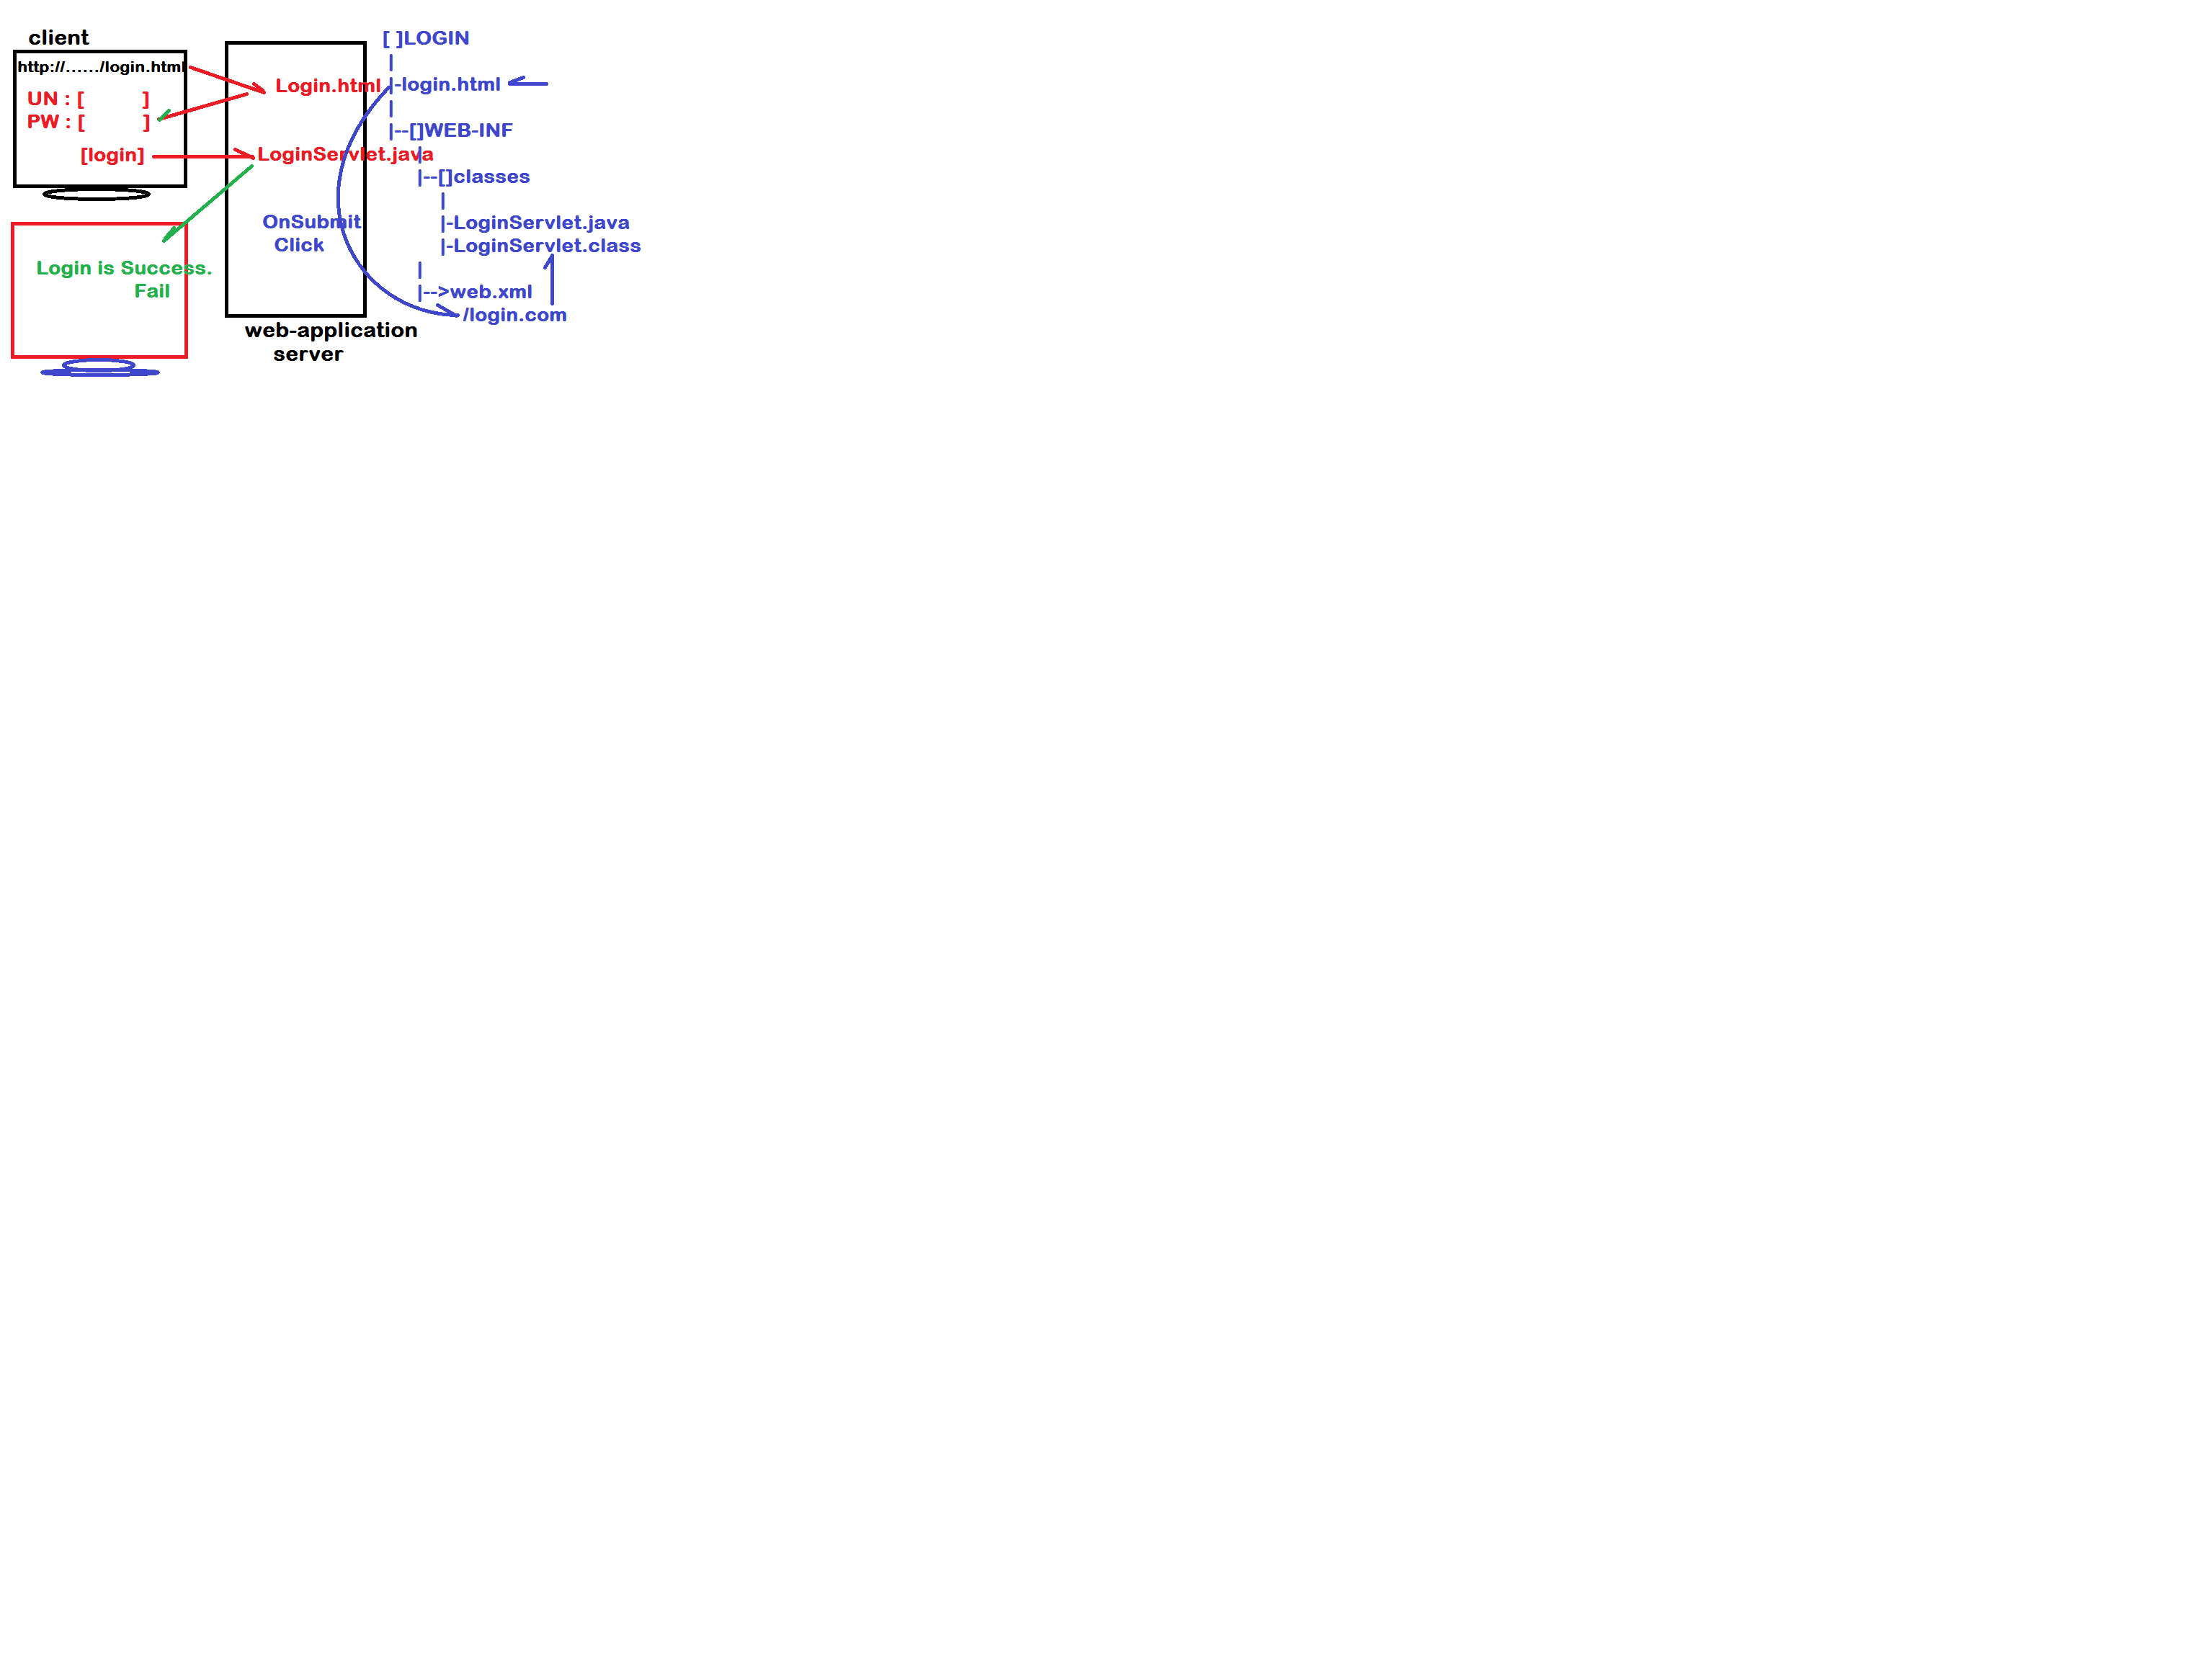 client
http://....../login.html
UN : [ ]
PW : [ ]
[login]
Login is Success.
Fail
Login.html
LoginServlet.java
OnSubmit
Click
web-application
server
[ ]LOGIN
|
|-login.html
|
|--[]WEB-INF
|
|--[]classes
|
|-LoginServlet.java
|-LoginServlet.class
|
|-->web.xml
/login.com